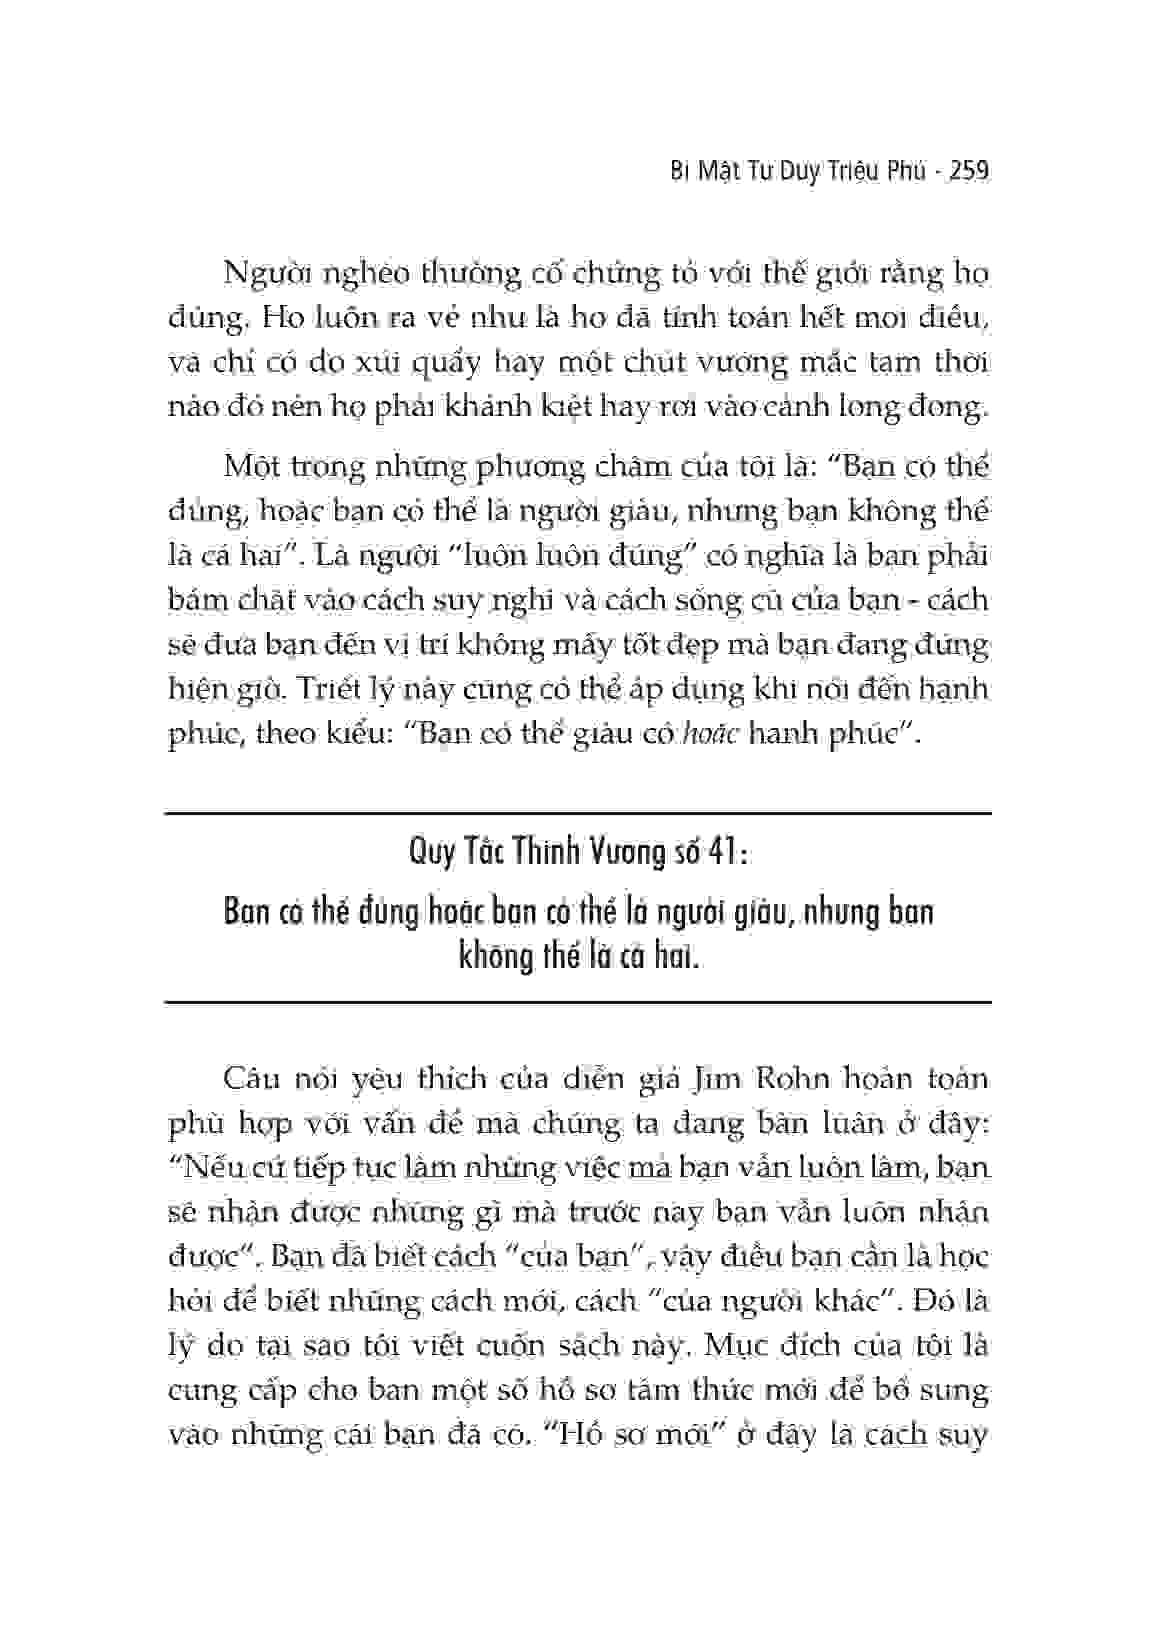 Bí Mật Tư Duy Triệu Phú - 259
Người nghèo thường cố chứng tỏ với thế giới rằng họ
đúng. Họ luôn ra vẻ như là họ đã tính toán hết mọi điều,
và chỉ có do xúi quẩy hay một chút vướng mắc tạm thời
nào đó nên họ phải khánh kiệt hay rơi vào cảnh long đong.
Một trong những phương châm của tôi là: “Bạn có thể
đúng, hoặc bạn có thể là người giàu, nhưng bạn không thể
là cả hai”. Là người “luôn luôn đúng” có nghĩa là bạn phải
bám chặt vào cách suy nghĩ và cách sống cũ của bạn - cách
sẽ đưa bạn đến vị trí không mấy tốt đẹp mà bạn đang đứng
hiện giờ. Triết lý này cũng có thể áp dụng khi nói đến hạnh
phúc, theo kiểu: “Bạn có thể giàu có hoặc hạnh phúc”.
Quy Tắc Thịnh Vượng số 41:
Bạn có thể đúng hoặc bạn có thể là người giàu, nhưng bạn
không thể là cả hai.
Câu nói yêu thích của diễn giả Jim Rohn hoàn toàn
phù hợp với vấn đề mà chúng ta đang bàn luận ở đây:
“Nếu cứ tiếp tục làm những việc mà bạn vẫn luôn làm, bạn
sẽ nhận được những gì mà trước nay bạn vẫn luôn nhận
được”. Bạn đã biết cách “của bạn”, vậy điều bạn cần là học
hỏi để biết những cách mới, cách “của người khác”. Đó là
lý do tại sao tôi viết cuốn sách này. Mục đích của tôi là
cung cấp cho bạn một số hồ sơ tâm thức mới để bổ sung
vào những cái bạn đã có. “Hồ sơ mới” ở đây là cách suy